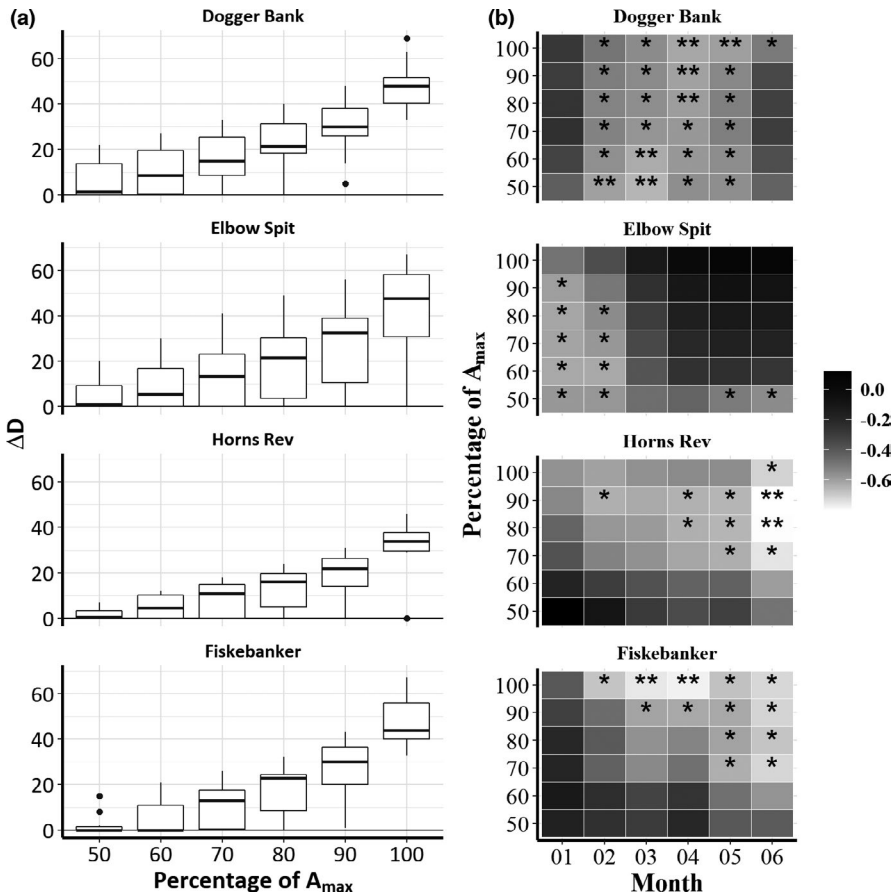 (a)
Dogger Bank
60
40
20
0
Elbow Spit
60
40
20
0
Horns Rev
60
40
20
0
Fiskebanker
60
40
20
0
50 60 70 80 90 100
Percentage of Amax
ΔD
(b)
Dogger Bank
100 * * ** ** *
90 * * ** *
80 * * ** *
70 * * * *
60 * ** * *
50 ** ** * *
Elbow Spit
100
90 *
80 * *
70 * *
60 * *
50 * * * *
Horns Rev
100 *
90 * * * **
80 * * **
70 * *
60
50
Fiskebanker
100 * ** ** * *
90 * * * *
80 * *
70 * *
60
50
01 02 03 04 05 06
Month
Percentage of Amax
0.0
-0.2
-0.4
-0.6